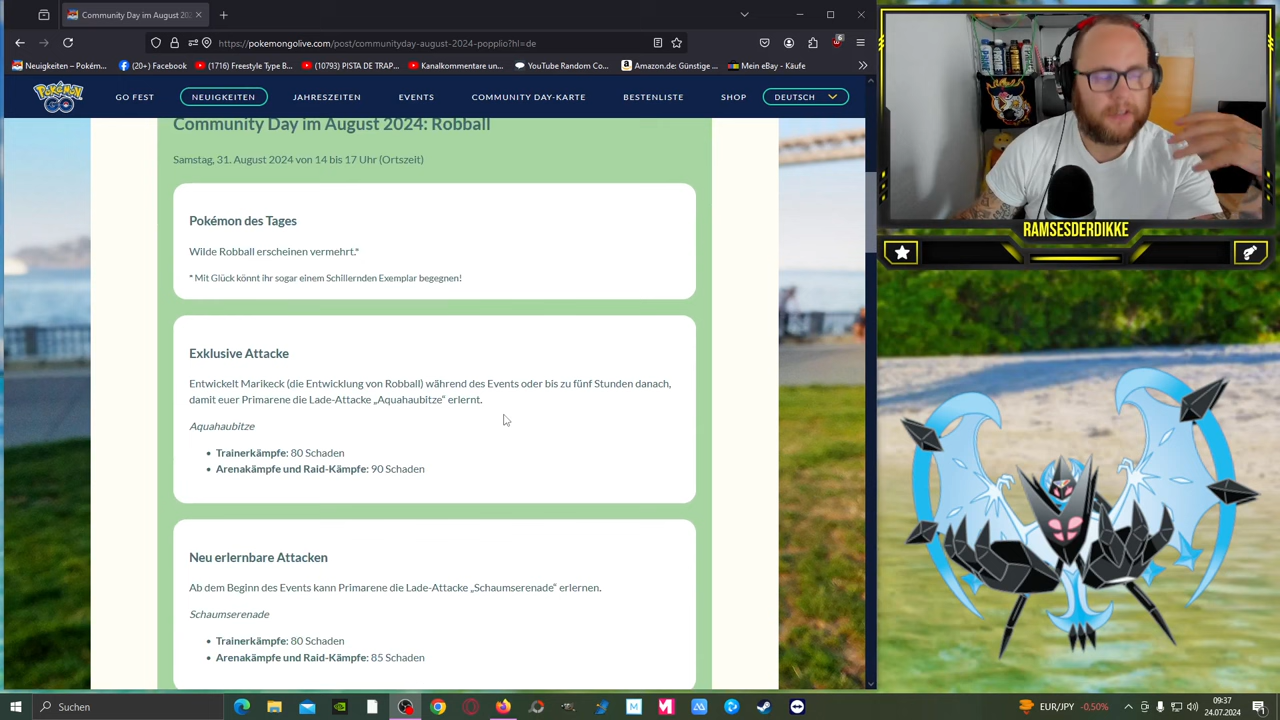 Community Day im August 202
https://pokemongolive.com/post/communityday-august-2024-popplio?hl=de
Neuigkeiten – Pokém...
(20+) Facebook
(1716) Freestyle Type B...
(10793) PISTA DE TRAP...
Kanalkommentare un...
YouTube Random Co...
Amazon.de: Günstige ...
Mein eBay - Käufe
POKÉMON GO
GO FEST
NEUIGKEITEN
JAHRESZEITEN
EVENTS
COMMUNITY DAY-KARTE
BESTENLISTE
SHOP
DEUTSCH
Community Day im August 2024: Robball
Samstag, 31. August 2024 von 14 bis 17 Uhr (Ortszeit)
Pokémon des Tages
Wilde Robball erscheinen vermehrt.*
* Mit Glück könnt ihr sogar einem Schillernden Exemplar begegnen!
Exklusive Attacke
Entwickelt Marikeck (die Entwicklung von Robball) während des Events oder bis zu fünf Stunden danach,
damit euer Primarene die Lade-Attacke „Aquahaubitze“ erlernt.
Aquahaubitze
• Trainerkämpfe: 80 Schaden
• Arenakämpfe und Raid-Kämpfe: 90 Schaden
Neu erlernbare Attacken
Ab dem Beginn des Events kann Primarene die Lade-Attacke „Schaumserenade“ erlernen.
Schaumserenade
• Trainerkämpfe: 80 Schaden
• Arenakämpfe und Raid-Kämpfe: 85 Schaden
RAMSESDERDIKKE
Suchen
EUR/JPY
-0,50%
09:37
24.07.2024